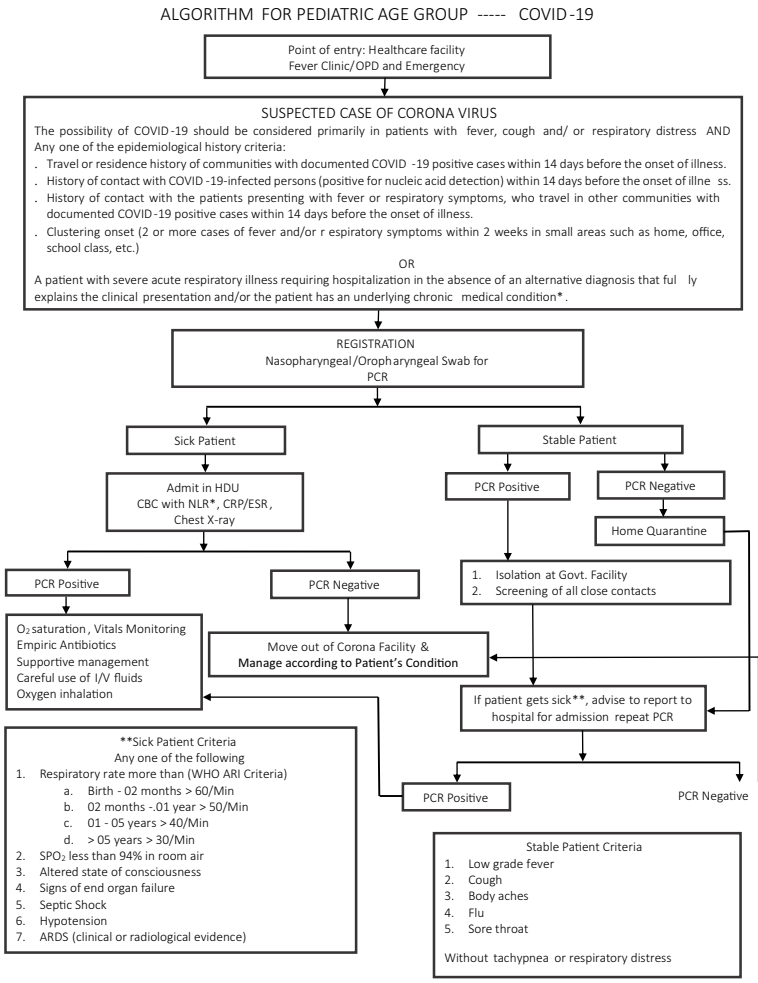 ALGORITHM FOR PEDIATRIC AGE GROUP ----- COVID-19
Point of entry: Healthcare facility
Fever Clinic/OPD and Emergency
SUSPECTED CASE OF CORONA VIRUS
The possibility of COVID-19 should be considered primarily in patients with fever, cough and/ or respiratory distress AND
Any one of the epidemiological history criteria:
. Travel or residence history of communities with documented COVID -19 positive cases within 14 days before the onset of illness.
. History of contact with COVID -19-infected persons (positive for nucleic acid detection) within 14 days before the onset of illne ss.
. History of contact with the patients presenting with fever or respiratory symptoms, who travel in other communities with
documented COVID-19 positive cases within 14 days before the onset of illness.
. Clustering onset (2 or more cases of fever and/or r espiratory symptoms within 2 weeks in small areas such as home, office,
school class, etc.)
OR
A patient with severe acute respiratory illness requiring hospitalization in the absence of an alternative diagnosis that ful ly
explains the clinical presentation and/or the patient has an underlying chronic medical condition* .
REGISTRATION
Nasopharyngeal/Oropharyngeal Swab for
PCR
Sick Patient
Stable Patient
Admit in HDU
CBC with NLR*, CRP/ESR,
Chest X-ray
PCR Positive
PCR Negative
Home Quarantine
PCR Positive
PCR Negative
1. Isolation at Govt. Facility
2. Screening of all close contacts
O2 saturation, Vitals Monitoring
Empiric Antibiotics
Supportive management
Careful use of I/V fluids
Oxygen inhalation
Move out of Corona Facility &
Manage according to Patient's Condition
If patient gets sick**, advise to report to
hospital for admission repeat PCR
PCR Positive
PCR Negative
**Sick Patient Criteria
Any one of the following
1. Respiratory rate more than (WHO ARI Criteria)
a. Birth - 02 months > 60/Min
b. 02 months -.01 year > 50/Min
c. 01 - 05 years > 40/Min
d. > 05 years > 30/Min
2. SPO2 less than 94% in room air
3. Altered state of consciousness
4. Signs of end organ failure
5. Septic Shock
6. Hypotension
7. ARDS (clinical or radiological evidence)
Stable Patient Criteria
1. Low grade fever
2. Cough
3. Body aches
4. Flu
5. Sore throat
Without tachypnea or respiratory distress